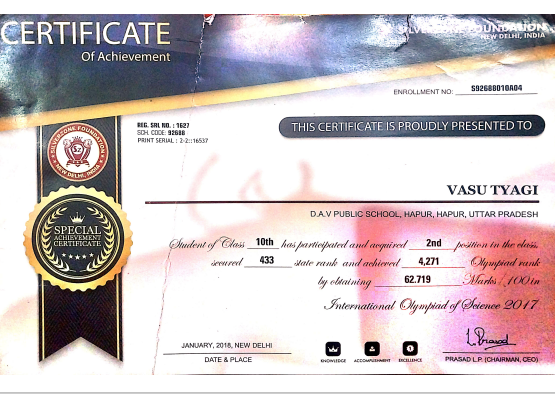 CERTIFICATE
Of Achievement
SILVERZONE FOUNDATION
NEW DELHI, INDIA
ENROLLMENT NO: S92688010A04
REG. SRL NO. : 1627
SCH. CODE: 92688
PRINT SERIAL : 2-2::16537
THIS CERTIFICATE IS PROUDLY PRESENTED TO
SILVERZONE FOUNDATION
SZ
NEW DELHI, INDIA
VASU TYAGI
D.A.V PUBLIC SCHOOL, HAPUR, HAPUR, UTTAR PRADESH
SPECIAL
ACHIEVEMENT
CERTIFICATE
Student of Class 10th has participated and acquired 2nd position in the class,
secured 433 state rank and achieved 4,271 Olympiad rank
by obtaining 62.719 Marks / 100 in
International Olympiad of Science 2017
JANUARY, 2018, NEW DELHI
DATE & PLACE
KNOWLEDGE ACCOMPLISHMENT EXCELLENCE
L. Prasad
PRASAD L.P. (CHAIRMAN, CEO)